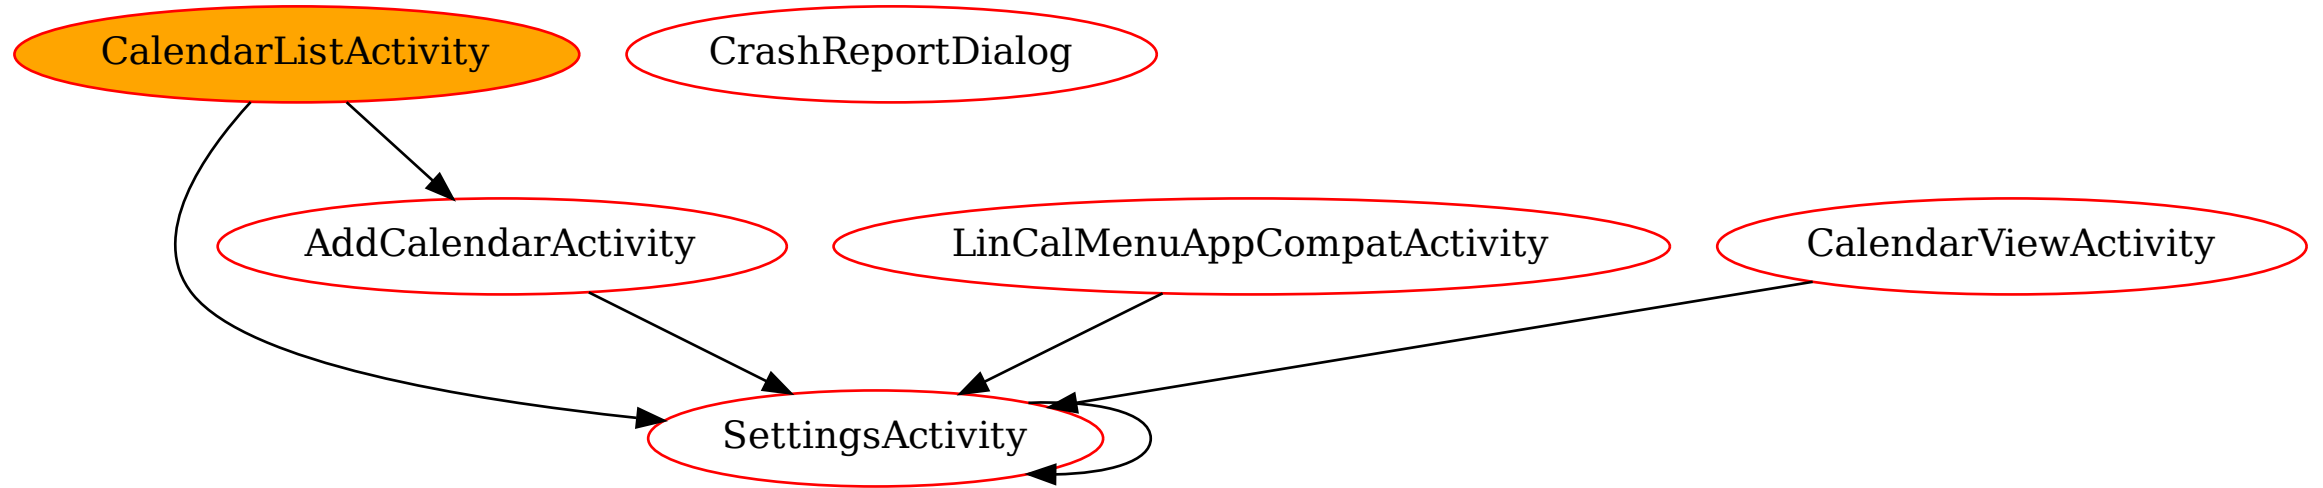 CalendarListActivity
CrashReportDialog
AddCalendarActivity
LinCalMenuAppCompatActivity
CalendarViewActivity
SettingsActivity